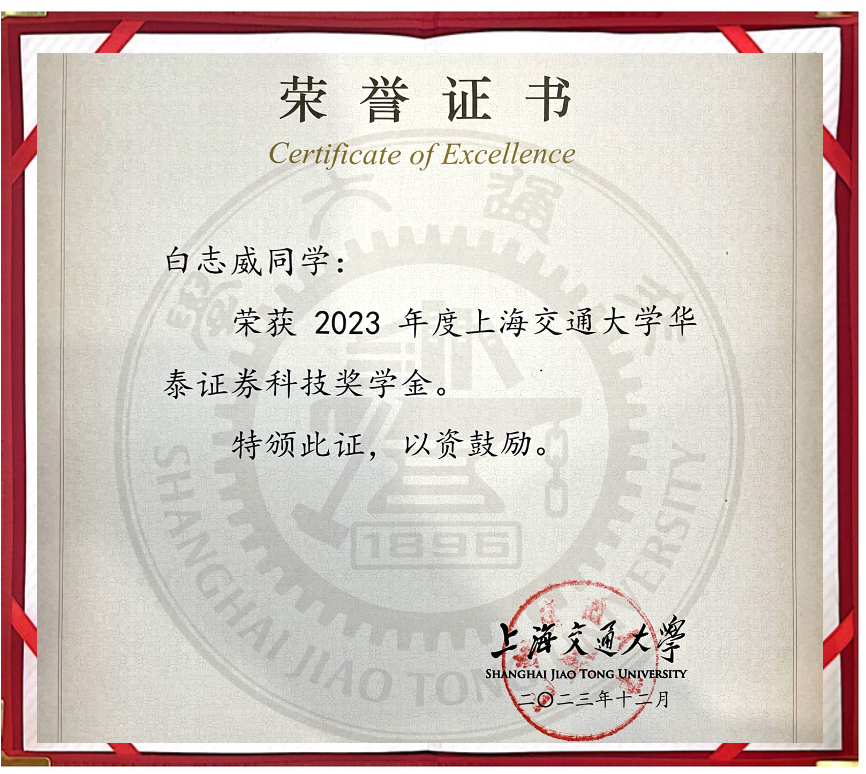 荣誉证书
Certificate of Excellence
白志威同学：
荣获 2023 年度上海交通大学华
泰证券科技奖学金。
特颁此证，以资鼓励。
1896
SHANGHAI JIAO TONG UNIVERSITY
上海交通大學
SHANGHAI JIAO TONG UNIVERSITY
二〇二三年十二月